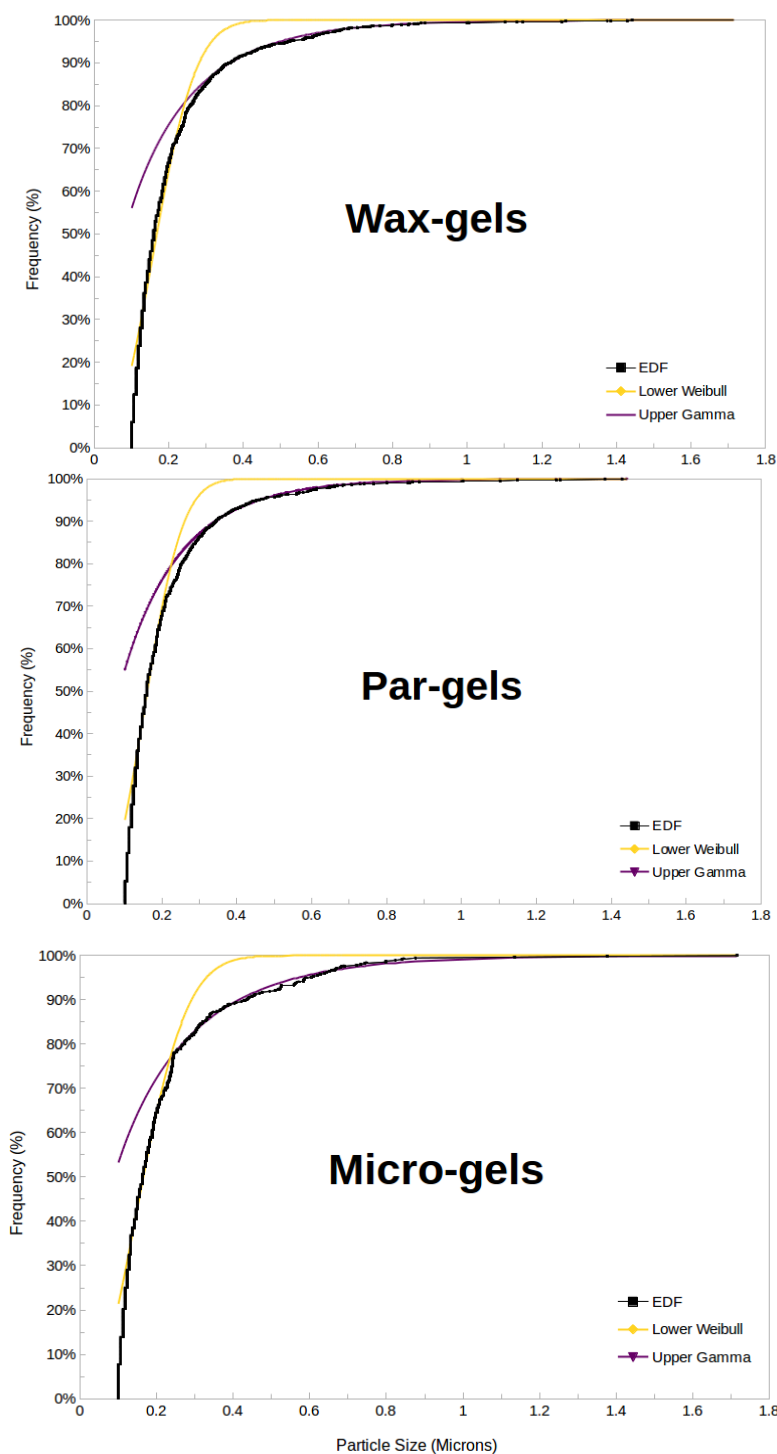 100%
90%
80%
70%
60%
50%
40%
30%
20%
10%
0%
Frequency (%)
Wax-gels
EDF
Lower Weibull
Upper Gamma
0 0.2 0.4 0.6 0.8 1 1.2 1.4 1.6 1.8
100%
90%
80%
70%
60%
50%
40%
30%
20%
10%
0%
Frequency (%)
Par-gels
EDF
Lower Weibull
Upper Gamma
0 0.2 0.4 0.6 0.8 1 1.2 1.4 1.6 1.8
100%
90%
80%
70%
60%
50%
40%
30%
20%
10%
0%
Frequency (%)
Micro-gels
EDF
Lower Weibull
Upper Gamma
0 0.2 0.4 0.6 0.8 1 1.2 1.4 1.6 1.8
Particle Size (Microns)